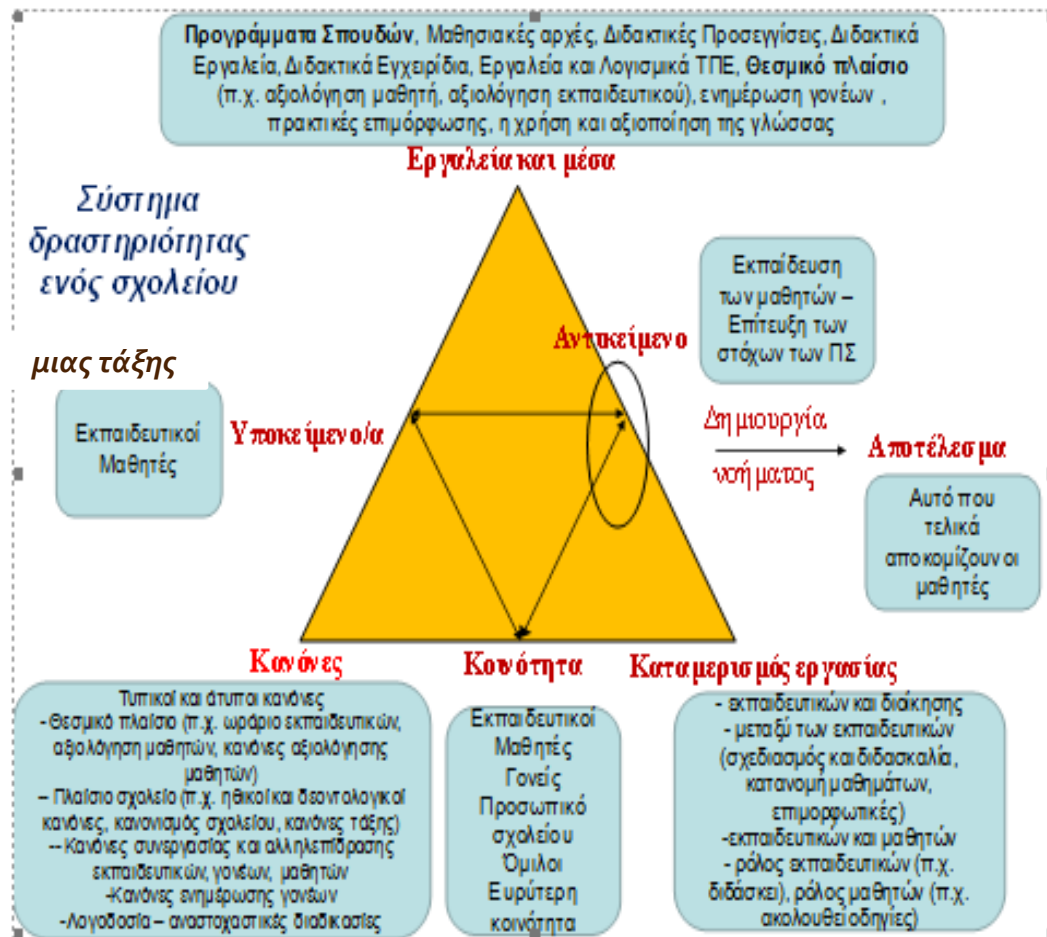 Προγράμματα Σπουδών, Μαθησιακές αρχές, Διδακτικές Προσεγγίσεις, Διδακτικά
Εργαλεία, Διδακτικά Εγχειρίδια, Εργαλεία και Λογισμικά ΤΠΕ, Θεσμικό πλαίσιο
(π.χ. αξιολόγηση μαθητή, αξιολόγηση εκπαιδευτικού), ενημέρωση γονέων ,
πρακτικές επιμόρφωσης, η χρήση και αξιοποίηση της γλώσσας
Εργαλεία και μέσα
Σύστημα
δραστηριότητας
ενός σχολείου
μιας τάξης
Εκπαίδευση
των μαθητών –
Επίτευξη των
στόχων των ΠΣ
Αντικείμενο
Εκπαιδευτικοί
Μαθητές
Υποκείμενο/α
Δημιουργία
νοήματος
Αποτέλεσμα
Αυτό που
τελικά
αποκομίζουν οι
μαθητές
Κανόνες
Τυπικοί και άτυποι κανόνες
- Θεσμικό πλαίσιο (π.χ. ωράριο εκπαιδευτικών,
αξιολόγηση μαθητών, κανόνες αξιολόγησης
μαθητών)
– Πλαίσιο σχολείο (π.χ. ηθικοί και δεοντολογικοί
κανόνες, κανονισμός σχολείου, κανόνες τάξης)
-- Κανόνες συνεργασίας και αλληλεπίδρασης
εκπαιδευτικών, γονέων, μαθητών
-Κανόνες ενημέρωσης γονέων
-Λογοδοσία – αναστοχαστικές διαδικασίες
Κοινότητα
Εκπαιδευτικοί
Μαθητές
Γονείς
Προσωπικό
σχολείου
Όμιλοι
Ευρύτερη
κοινότητα
Καταμερισμός εργασίας
- εκπαιδευτικών και διοίκησης
- μεταξύ των εκπαιδευτικών
(σχεδιασμός και διδασκαλία,
κατανομή μαθημάτων,
επιμορφωτικές)
-εκπαιδευτικών και μαθητών
- ρόλος εκπαιδευτικών (π.χ.
διδάσκει), ρόλος μαθητών (π.χ.
ακολουθεί οδηγίες)